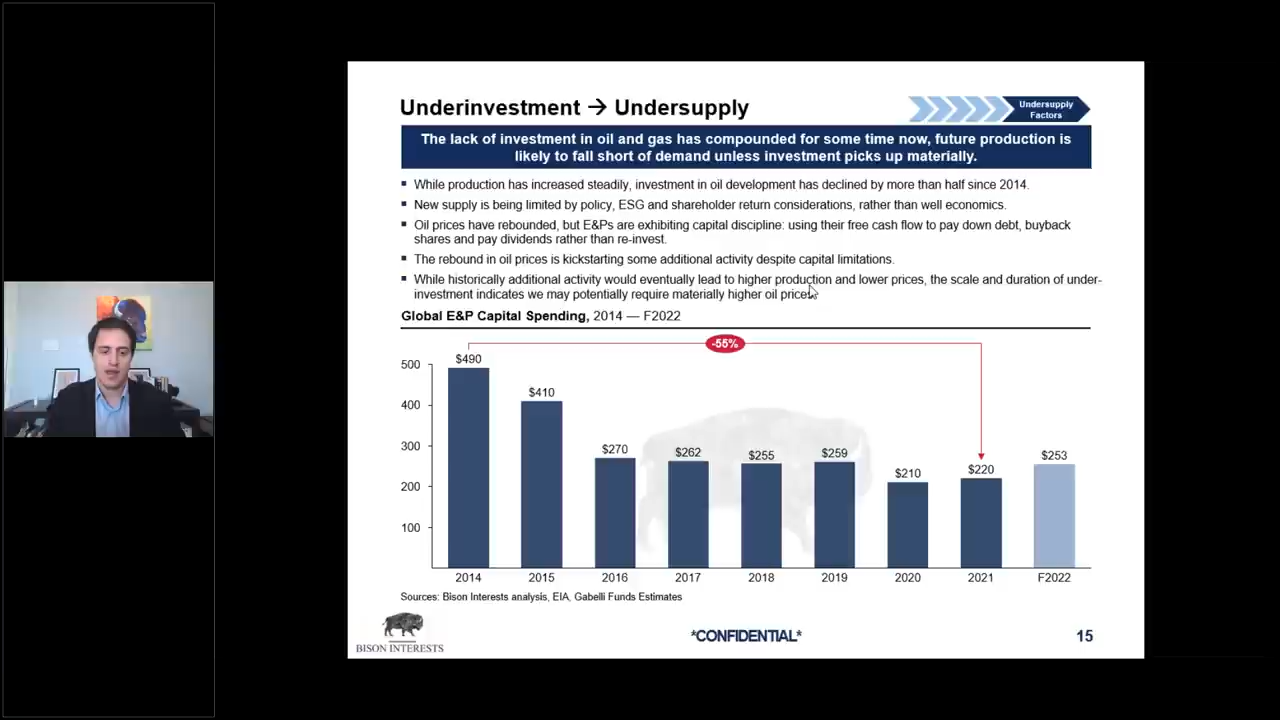 Underinvestment → Undersupply
Undersupply
Factors
The lack of investment in oil and gas has compounded for some time now, future production is
likely to fall short of demand unless investment picks up materially.
▪ While production has increased steadily, investment in oil development has declined by more than half since 2014.
▪ New supply is being limited by policy, ESG and shareholder return considerations, rather than well economics.
▪ Oil prices have rebounded, but E&Ps are exhibiting capital discipline: using their free cash flow to pay down debt, buyback
shares and pay dividends rather than re-invest.
▪ The rebound in oil prices is kickstarting some additional activity despite capital limitations.
▪ While historically additional activity would eventually lead to higher production and lower prices, the scale and duration of under-
investment indicates we may potentially require materially higher oil prices.
Global E&P Capital Spending, 2014 — F2022
-55%
500
400
300
200
100
$490
$410
$270
$262
$255
$259
$210
$220
$253
2014 2015 2016 2017 2018 2019 2020 2021 F2022
Sources: Bison Interests analysis, EIA, Gabelli Funds Estimates
BISON INTERESTS
*CONFIDENTIAL*
15